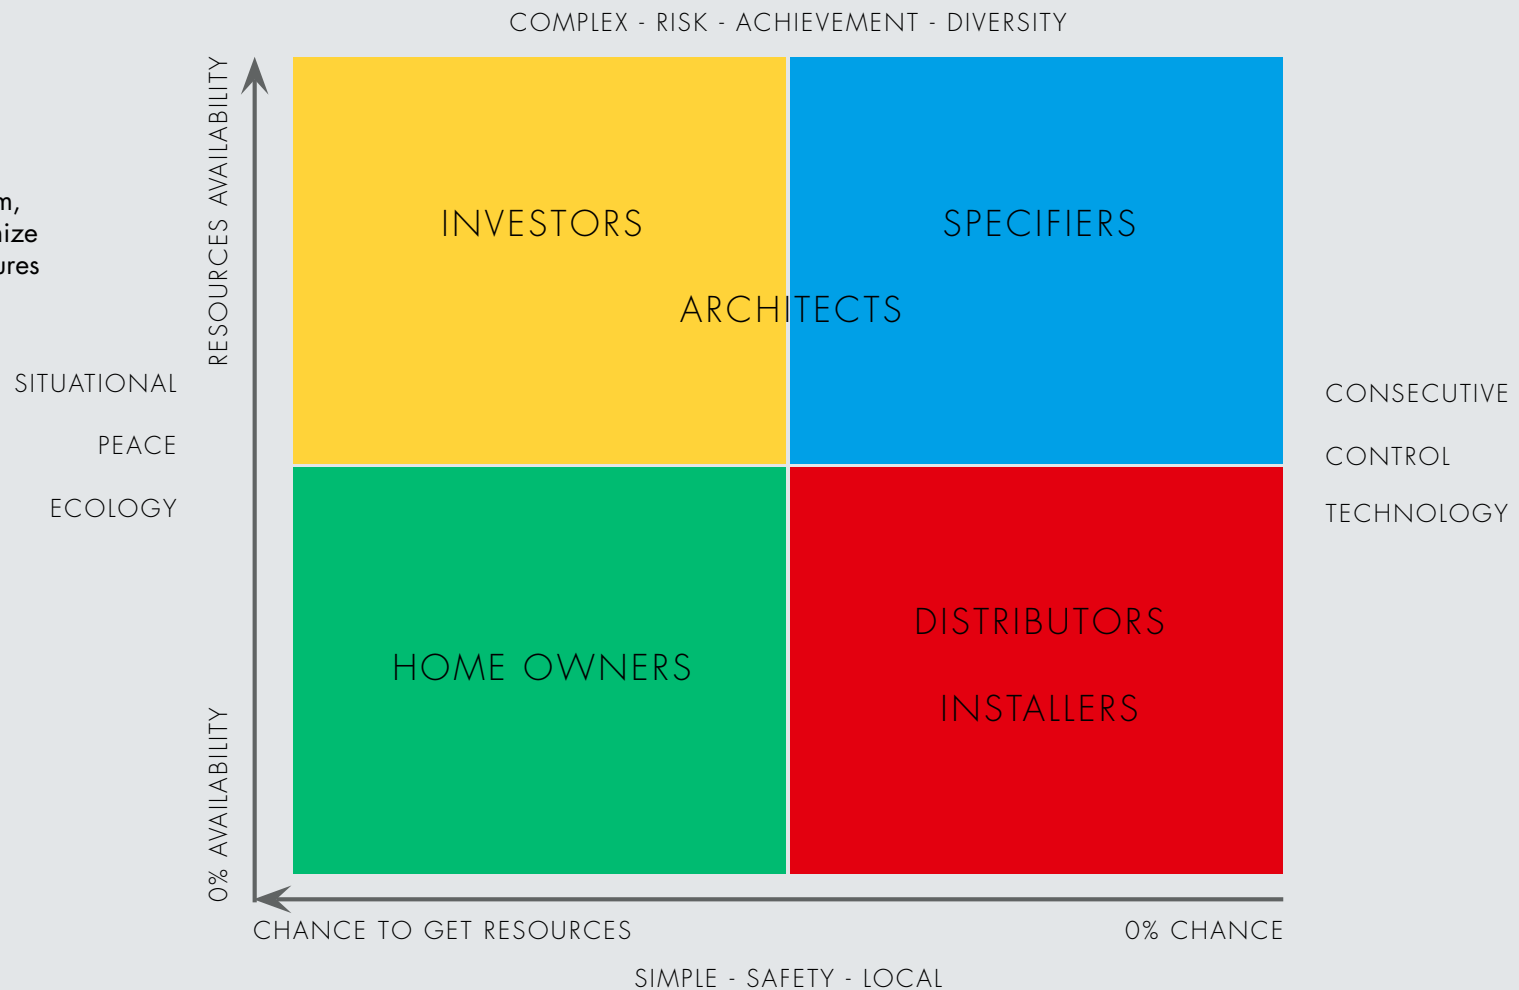 COMPLEX - RISK - ACHIEVEMENT - DIVERSITY
RESOURCES AVAILABILITY
INVESTORS
SPECIFIERS
ARCHITECTS
SITUATIONAL
PEACE
ECOLOGY
CONSECUTIVE
CONTROL
TECHNOLOGY
HOME OWNERS
DISTRIBUTORS
INSTALLERS
0% AVAILABILITY
CHANCE TO GET RESOURCES
0% CHANCE
SIMPLE - SAFETY - LOCAL